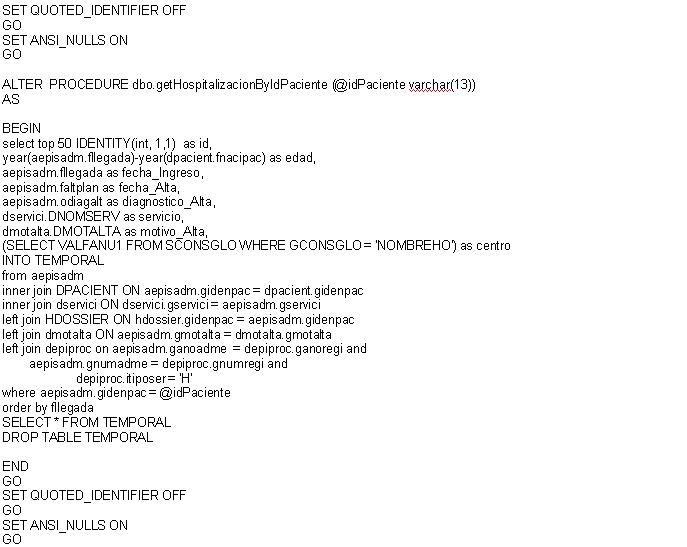 SET QUOTED_IDENTIFIER OFF
GO
SET ANSI_NULLS ON
GO
ALTER  PROCEDURE dbo.getHospitalizacionByIdPaciente (@idPaciente varchar(13))
AS
BEGIN
select top 50 IDENTITY(int, 1,1)  as id,
year(aepisadm.fllegada)-year(dpacient.fnacipac) as edad,
aepisadm.fllegada as fecha_Ingreso,
aepisadm.faltplan as fecha_Alta,
aepisadm.odiagalt as diagnostico_Alta,
dservici.DNOMSERV as servicio,
dmotalta.DMOTALTA as motivo_Alta,
(SELECT VALFANU1 FROM SCONSGLO WHERE GCONSGLO = 'NOMBREHO') as centro
INTO TEMPORAL
from aepisadm
inner join DPACIENT ON aepisadm.gidenpac = dpacient.gidenpac
inner join dservici ON dservici.gservici = aepisadm.gservici
left join HDOSSIER ON hdossier.gidenpac = aepisadm.gidenpac
left join dmotalta ON aepisadm.gmotalta = dmotalta.gmotalta
left join depiproc on aepisadm.ganoadme = depiproc.ganoregi and
aepisadm.gnumadme = depiproc.gnumregi and
depiproc.itiposer = 'H'
where aepisadm.gidenpac = @idPaciente
order by fllegada
SELECT * FROM TEMPORAL
DROP TABLE TEMPORAL
END
GO
SET QUOTED_IDENTIFIER OFF
GO
SET ANSI_NULLS ON
GO